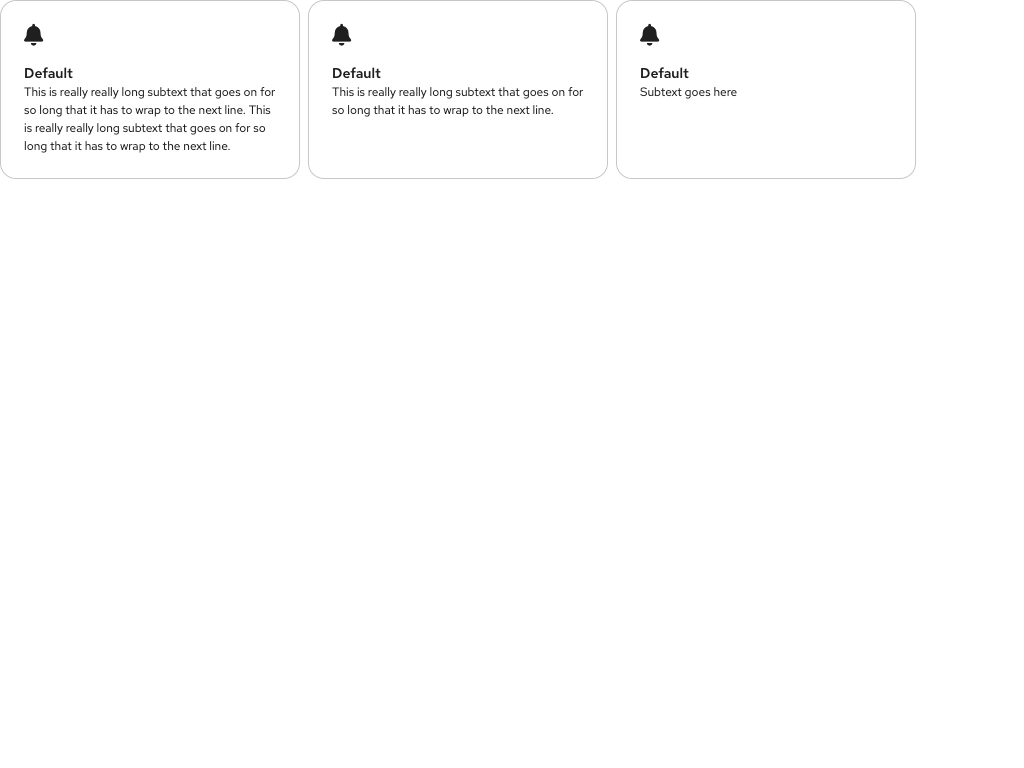 Default
This is really really long subtext that goes on for
so long that it has to wrap to the next line. This
is really really long subtext that goes on for so
long that it has to wrap to the next line.
Default
This is really really long subtext that goes on for
so long that it has to wrap to the next line.
Default
Subtext goes here